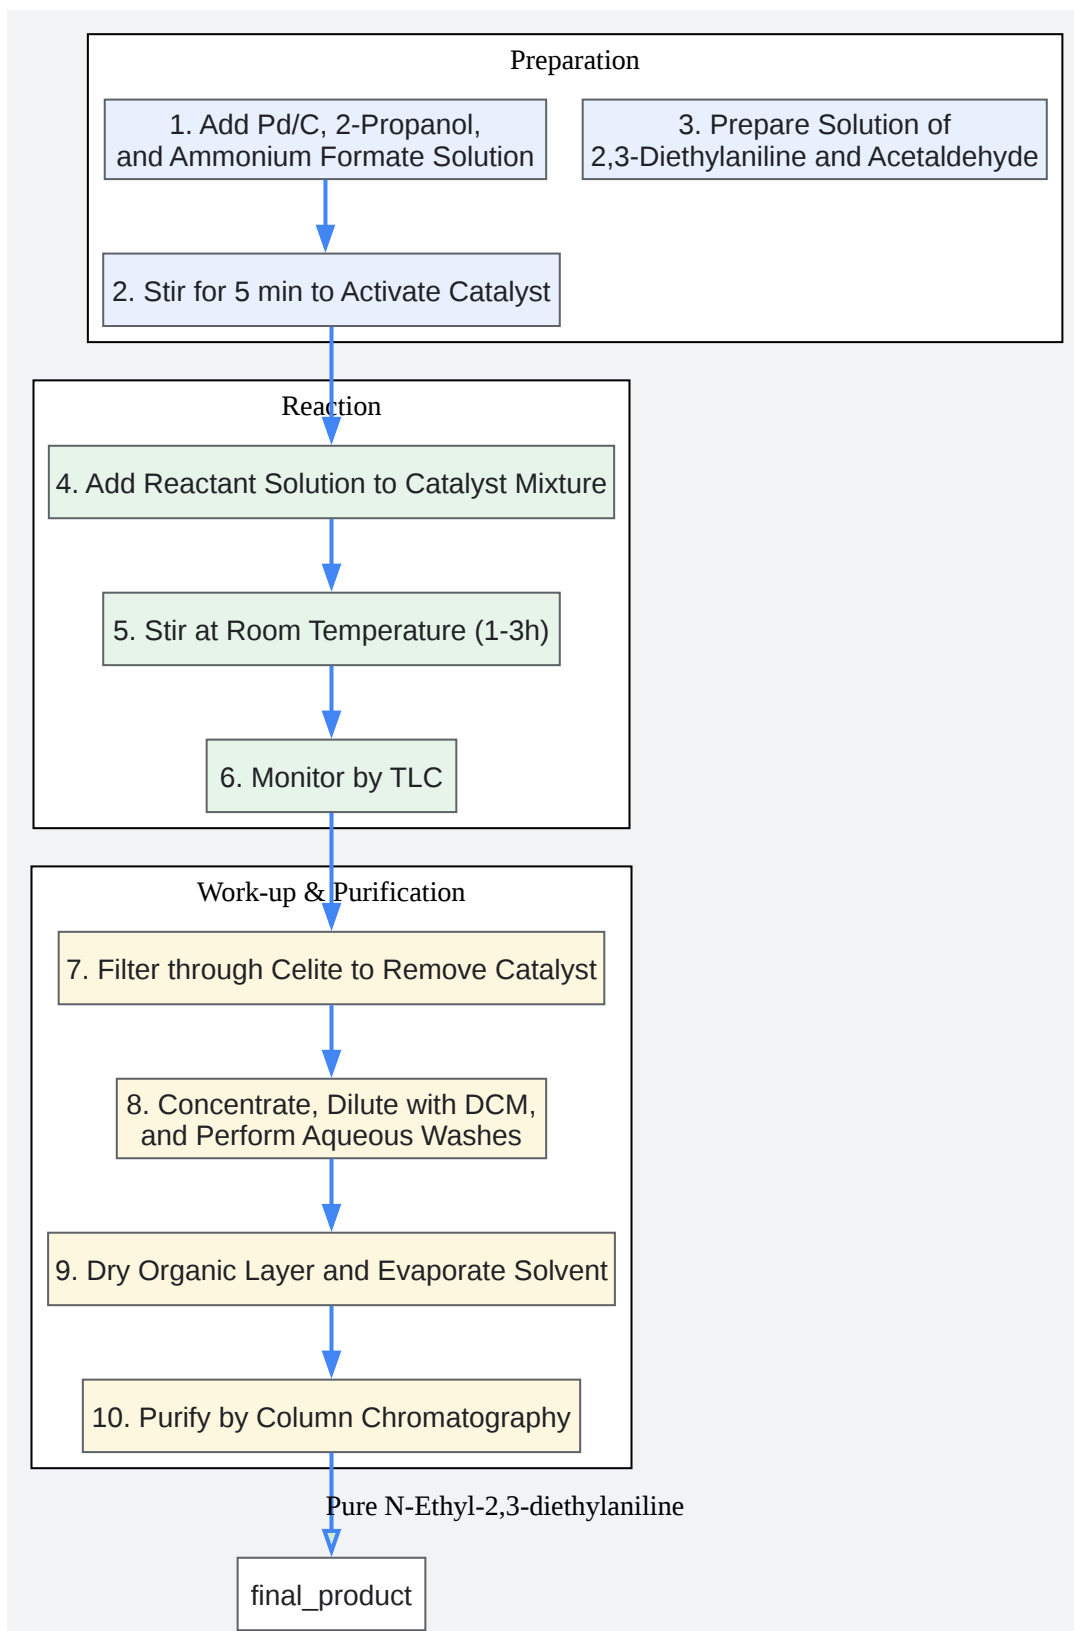 Preparation
1. Add Pd/C, 2-Propanol,
and Ammonium Formate Solution
3. Prepare Solution of
2,3-Diethylaniline and Acetaldehyde
2. Stir for 5 min to Activate Catalyst
Reaction
4. Add Reactant Solution to Catalyst Mixture
5. Stir at Room Temperature (1-3h)
6. Monitor by TLC
Work-up & Purification
7. Filter through Celite to Remove Catalyst
8. Concentrate, Dilute with DCM,
and Perform Aqueous Washes
9. Dry Organic Layer and Evaporate Solvent
10. Purify by Column Chromatography
Pure N-Ethyl-2,3-diethylaniline
final_product